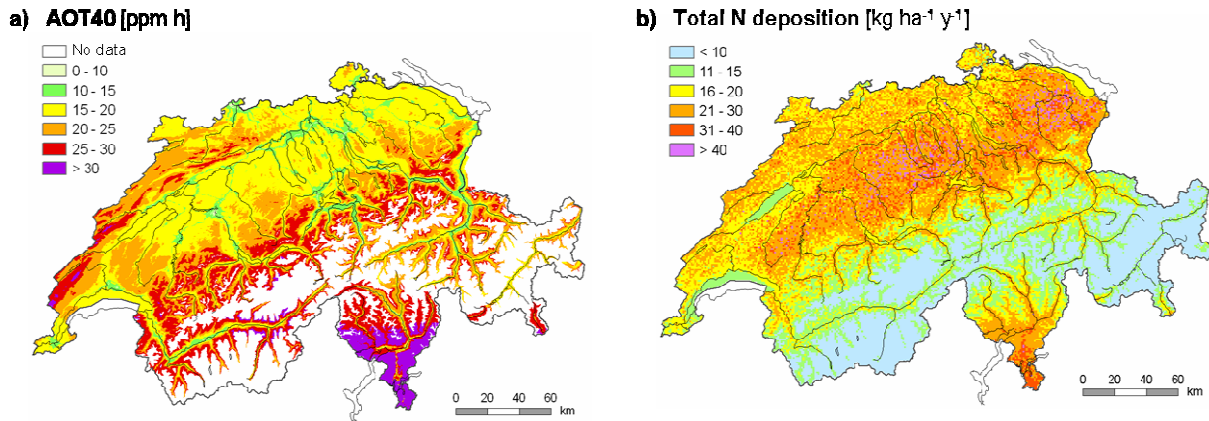 a) AOT40 [ppm h]
No data
0 - 10
10 - 15
15 - 20
20 - 25
25 - 30
> 30
0 20 40 60
km
b) Total N deposition [kg ha⁻¹ y⁻¹]
< 10
11 - 15
16 - 20
21 - 30
31 - 40
> 40
0 20 40 60
km